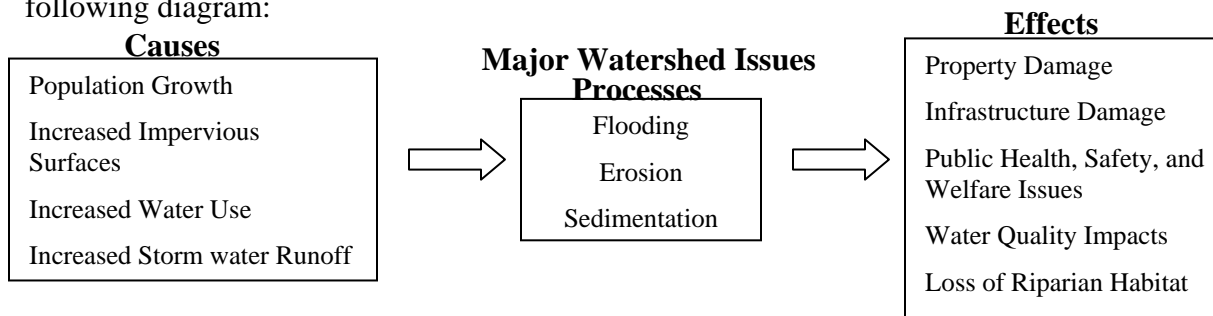 following diagram:
Causes
Population Growth
Increased Impervious
Surfaces
Increased Water Use
Increased Storm water Runoff
Major Watershed Issues
Processes
Flooding
Erosion
Sedimentation
Effects
Property Damage
Infrastructure Damage
Public Health, Safety, and
Welfare Issues
Water Quality Impacts
Loss of Riparian Habitat